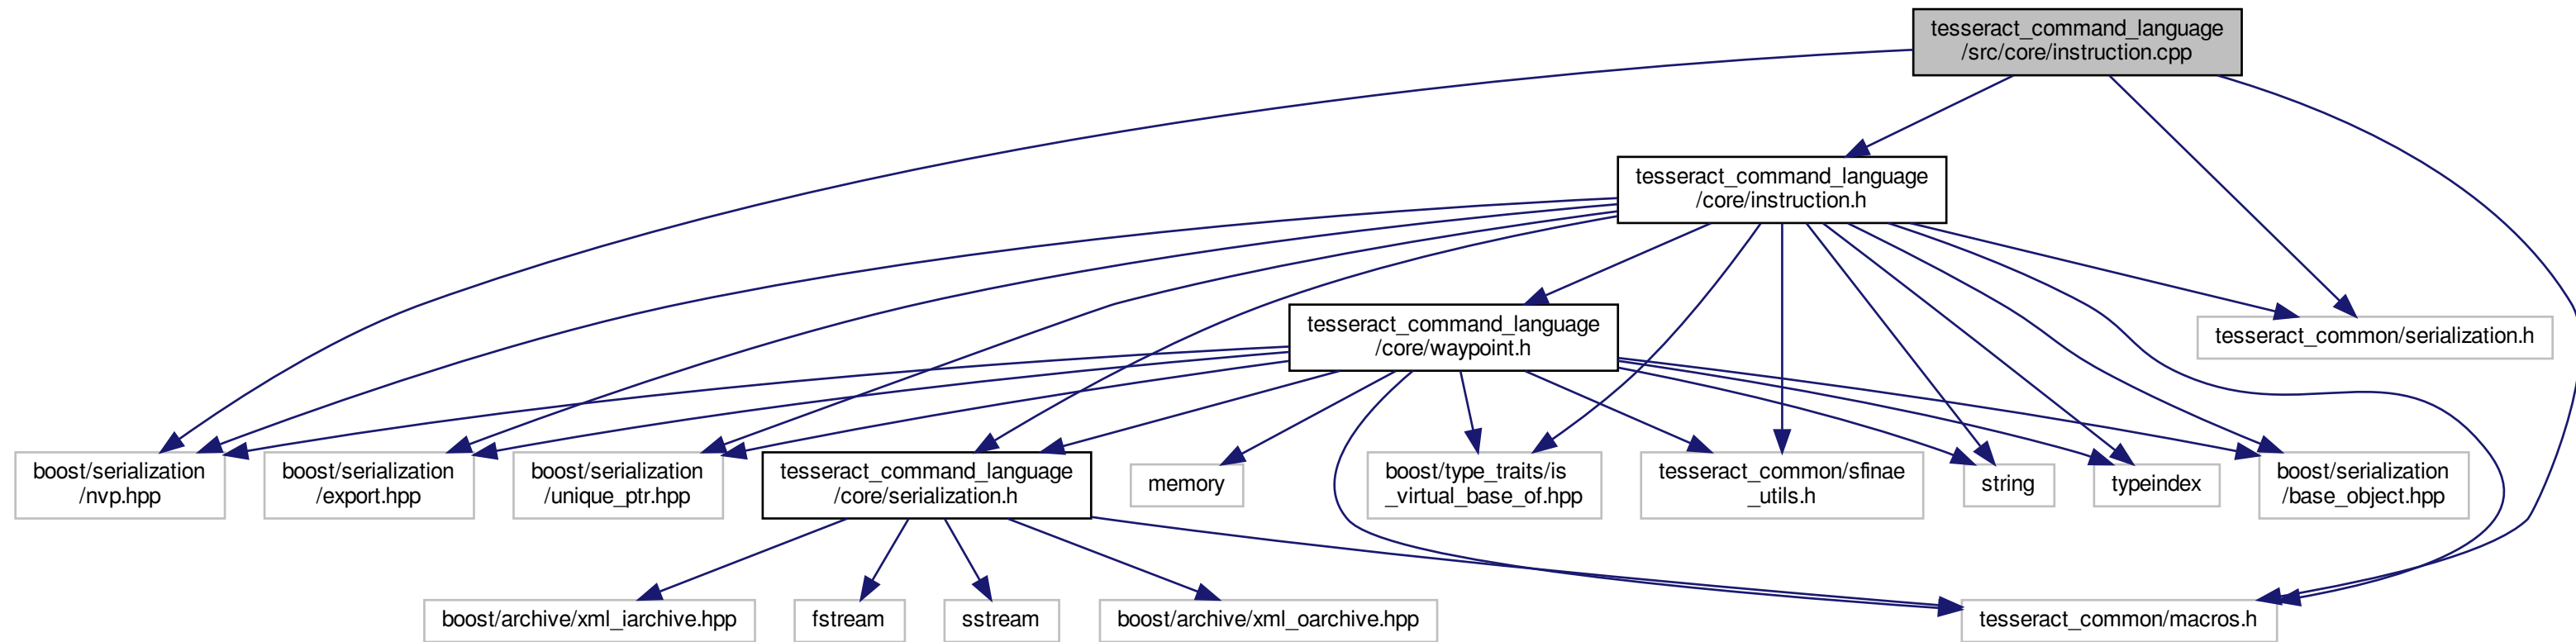 tesseract_command_language
/src/core/instruction.cpp
tesseract_command_language
/core/instruction.h
tesseract_command_language
/core/waypoint.h
tesseract_common/serialization.h
boost/serialization
/nvp.hpp
boost/serialization
/export.hpp
boost/serialization
/unique_ptr.hpp
tesseract_command_language
/core/serialization.h
memory
boost/type_traits/is
_virtual_base_of.hpp
tesseract_common/sfinae
_utils.h
string
typeindex
boost/serialization
/base_object.hpp
boost/archive/xml_iarchive.hpp
fstream
sstream
boost/archive/xml_oarchive.hpp
tesseract_common/macros.h